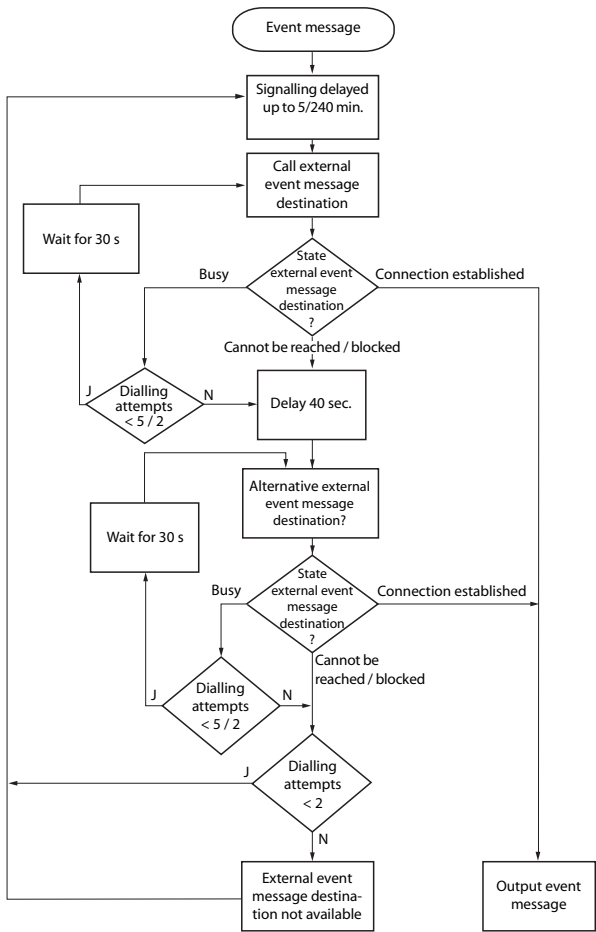 Event message
Signalling delayed
up to 5/240 min.
Call external
event message
destination
Wait for 30 s
State
external event
message
destination
?
Busy
Connection established
Cannot be reached / blocked
J
Dialling
attempts
< 5 / 2
N
Delay 40 sec.
Alternative external
event message
destination?
Wait for 30 s
State
external event
message
destination
?
Busy
Connection established
Cannot be
reached / blocked
J
Dialling
attempts
< 5 / 2
N
J
Dialling
attempts
< 2
N
External event
message destina-
tion not available
Output event
message